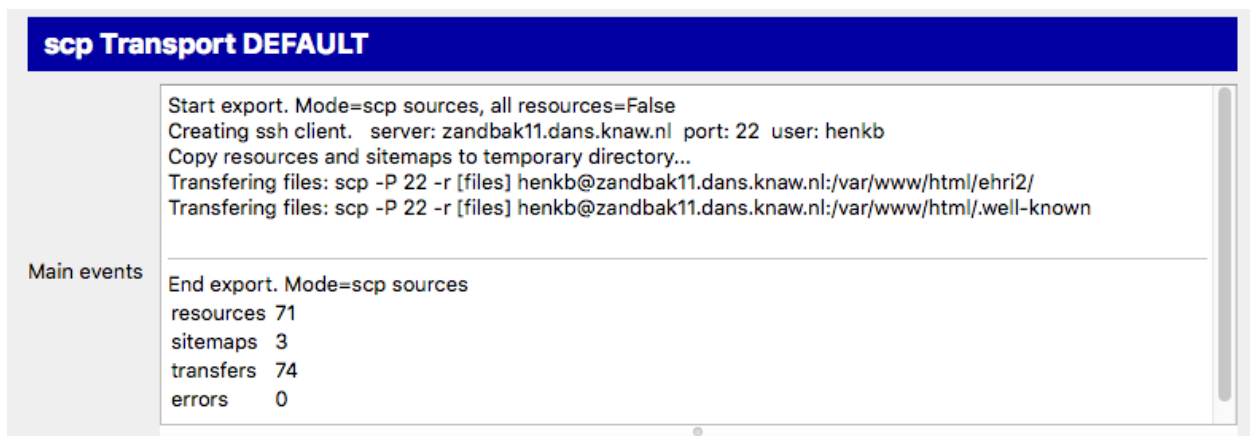 scp Transport DEFAULT
Start export. Mode=scp sources, all resources=False
Creating ssh client.   server: zandbak11.dans.knaw.nl  port: 22  user: henkb
Copy resources and sitemaps to temporary directory...
Transfering files: scp -P 22 -r [files] henkb@zandbak11.dans.knaw.nl:/var/www/html/ehri2/
Transfering files: scp -P 22 -r [files] henkb@zandbak11.dans.knaw.nl:/var/www/html/.well-known
Main events
End export. Mode=scp sources
resources 71
sitemaps 3
transfers 74
errors 0